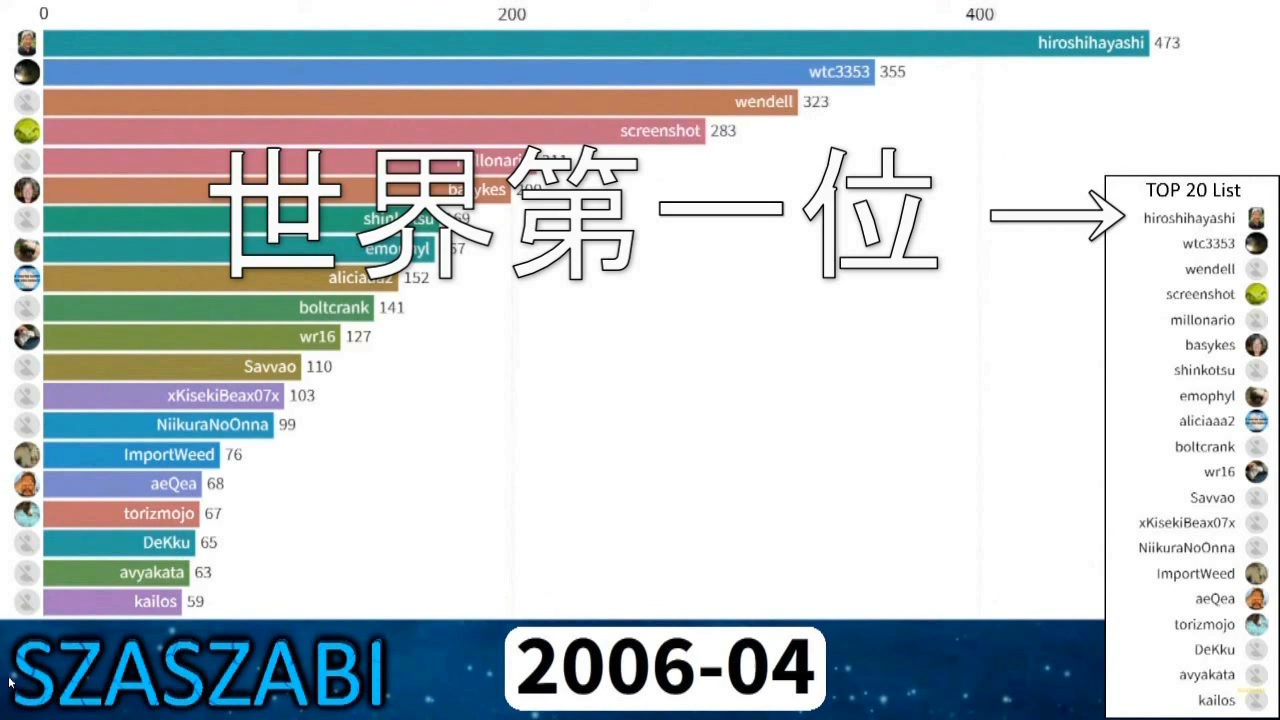 0 200 400
hiroshihayashi 473
wtc3353 355
wendell 323
screenshot 283
世界第一位
boltcrank 141
wr16 127
Savvao 110
xKisekiBeax07x 103
NiikuraNoOnna 99
ImportWeed 76
aeQea 68
torizmojo 67
DeKku 65
avyakata 63
kailos 59
aliciaaa2 152
SZASZABI
2006-04
TOP 20 List
hiroshihayashi
wtc3353
wendell
screenshot
millonario
basykes
shinkotsu
emophyl
aliciaaa2
boltcrank
wr16
Savvao
xKisekiBeax07x
NiikuraNoOnna
ImportWeed
aeQea
torizmojo
DeKku
avyakata
kailos